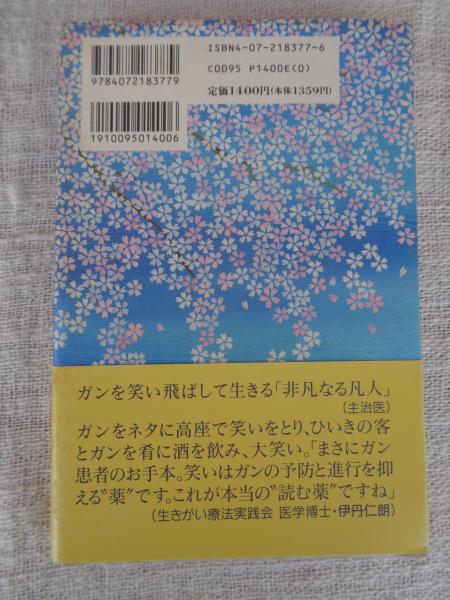 ISBN4-07-218377-6
C0095 P1400E(0)
定価1400円(本体1359円)
9784072183779
1910095014006
ガンを笑い飛ばして生きる「非凡なる凡人」
(主治医)
ガンをネタに高座で笑いをとり、ひいきの客
とガンを肴に酒を飲み、大笑い。「まさにガン
患者のお手本。笑いはガンの予防と進行を抑
える〝薬〟です。これが本当の〝読む薬〟ですね」
(生きがい療法実践会 医学博士・伊丹仁朗)